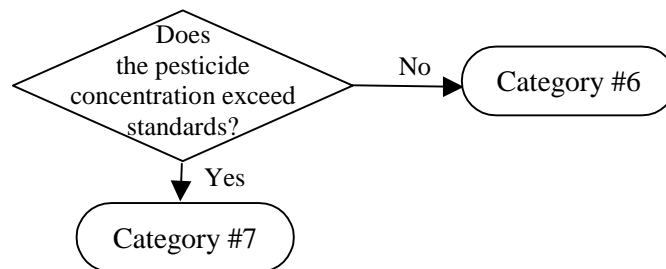 Does
the pesticide
concentration exceed
standards?
No
Category #6
Yes
Category #7